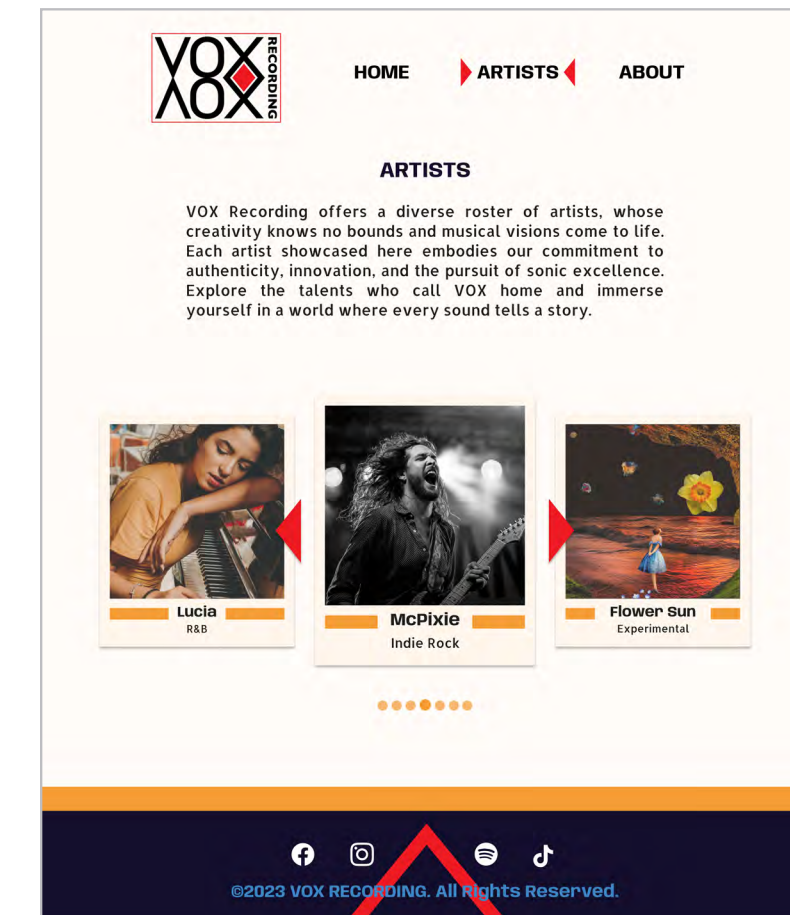 VOX
RECORDING
VOX
HOME
ARTISTS
ABOUT
ARTISTS
VOX Recording offers a diverse roster of artists, whose
creativity knows no bounds and musical visions come to life.
Each artist showcased here embodies our commitment to
authenticity, innovation, and the pursuit of sonic excellence.
Explore the talents who call VOX home and immerse
yourself in a world where every sound tells a story.
Lucia
R&B
McPixie
Indie Rock
Flower Sun
Experimental
©2023 VOX RECORDING. All Rights Reserved.